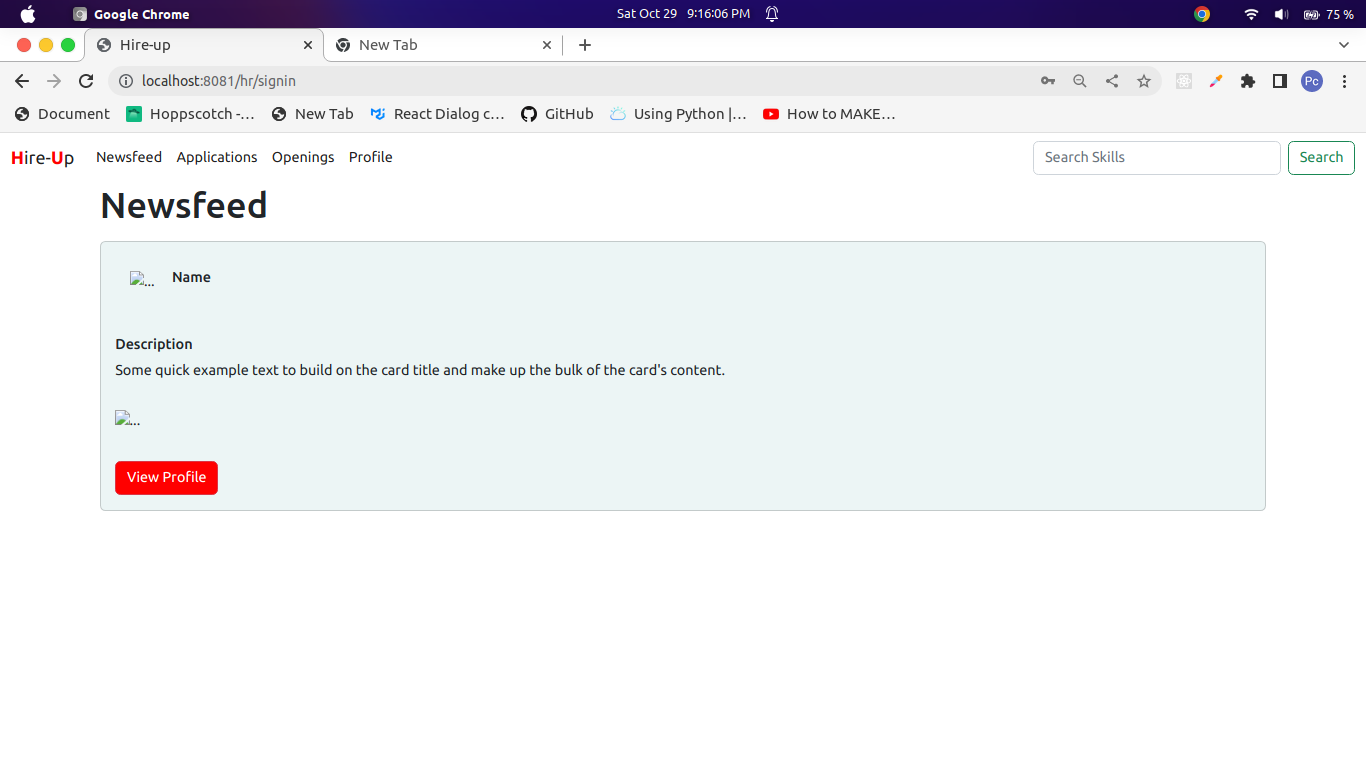 Google Chrome Sat Oct 29 9:16:06 PM 75 %
Hire-up New Tab
localhost:8081/hr/signin Pc
Document Hoppscotch -... New Tab React Dialog c... GitHub Using Python |... How to MAKE...
Hire-Up Newsfeed Applications Openings Profile Search Skills Search
Newsfeed
... Name
Description
Some quick example text to build on the card title and make up the bulk of the card's content.
...
View Profile